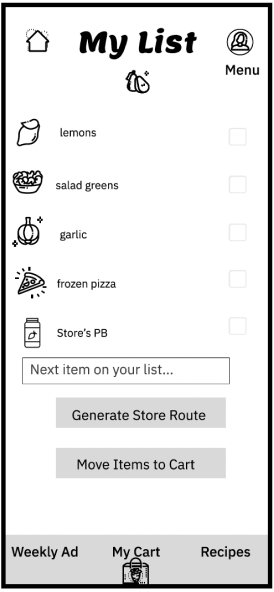 My List
Menu
lemons
salad greens
garlic
frozen pizza
Store's PB
Next item on your list...
Generate Store Route
Move Items to Cart
Weekly Ad My Cart Recipes